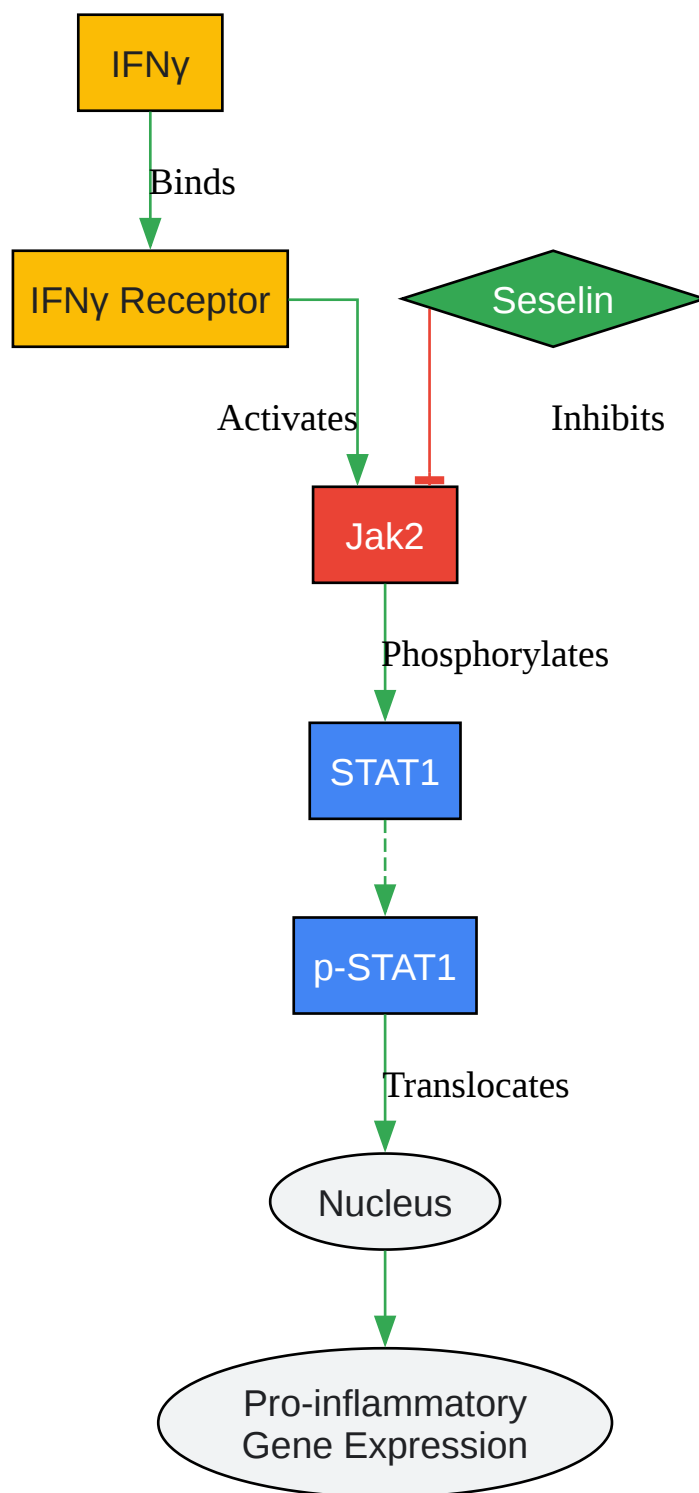 IFNγ
Binds
IFNγ Receptor
Seselin
Activates
Inhibits
Jak2
Phosphorylates
STAT1
p-STAT1
Translocates
Nucleus
Pro-inflammatory
Gene Expression